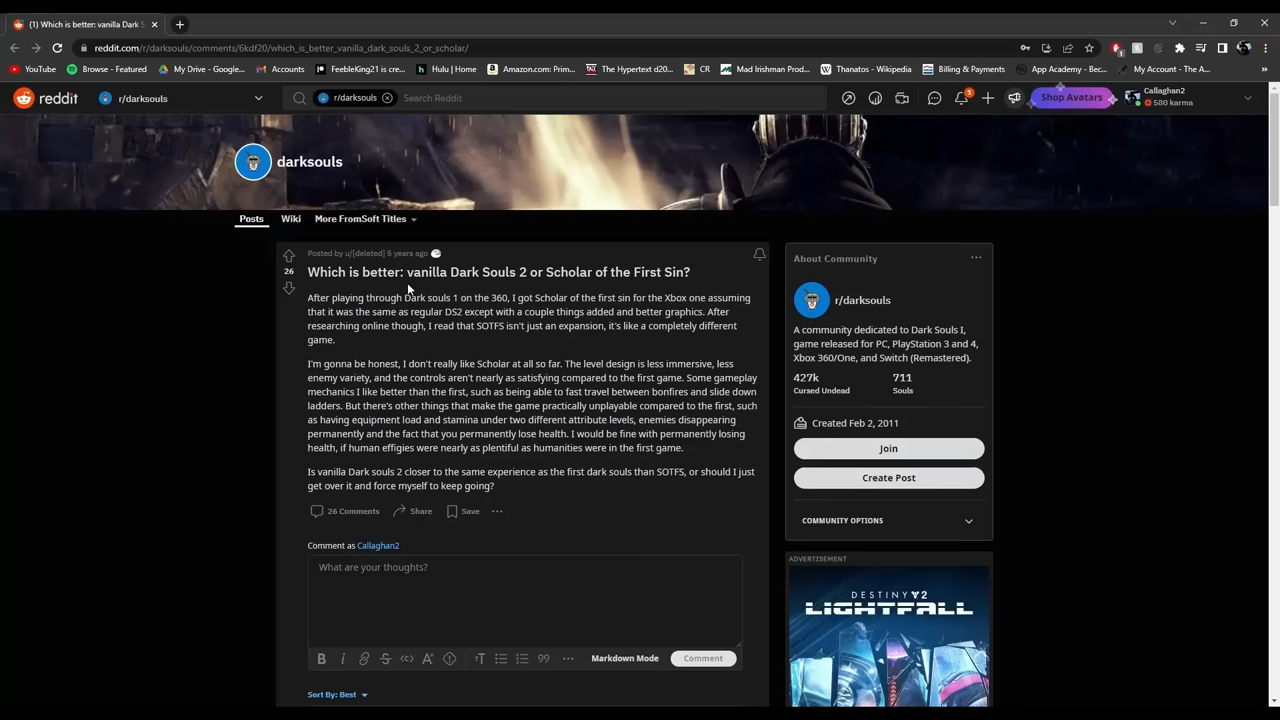 (1) Which is better: vanilla Dark S
reddit.com/r/darksouls/comments/6kdf20/which_is_better_vanilla_dark_souls_2_or_scholar/
1
YouTube
Browse - Featured
My Drive - Google...
Accounts
FeebleKing21 is cre...
Hulu | Home
Amazon.com: Prim...
The Hypertext d20...
CR
Mad Irishman Prod...
Thanatos - Wikipedia
Billing & Payments
App Academy - Bec...
My Account - The A...
reddit
r/darksouls
r/darksouls
Search Reddit
1
Shop Avatars
Callaghan2
580 karma
darksouls
Posts
Wiki
More FromSoft Titles
Posted by u/[deleted] 5 years ago
26
Which is better: vanilla Dark Souls 2 or Scholar of the First Sin?
After playing through Dark souls 1 on the 360, I got Scholar of the first sin for the Xbox one assuming
that it was the same as regular DS2 except with a couple things added and better graphics. After
researching online though, I read that SOTFS isn't just an expansion, it's like a completely different
game.
I'm gonna be honest, I don't really like Scholar at all so far. The level design is less immersive, less
enemy variety, and the controls aren't nearly as satisfying compared to the first game. Some gameplay
mechanics I like better than the first, such as being able to fast travel between bonfires and slide down
ladders. But there's other things that make the game practically unplayable compared to the first, such
as having equipment load and stamina under two different attribute levels, enemies disappearing
permanently and the fact that you permanently lose health. I would be fine with permanently losing
health, if human effigies were nearly as plentiful as humanities were in the first game.
Is vanilla Dark souls 2 closer to the same experience as the first dark souls than SOTFS, or should I just
get over it and force myself to keep going?
26 Comments
Share
Save
Comment as Callaghan2
What are your thoughts?
Markdown Mode
Comment
Sort By: Best
About Community
r/darksouls
A community dedicated to Dark Souls I,
game released for PC, PlayStation 3 and 4,
Xbox 360/One, and Switch (Remastered).
427k
Cursed Undead
711
Souls
Created Feb 2, 2011
Join
Create Post
COMMUNITY OPTIONS
ADVERTISEMENT
DESTINY 2
LIGHTFALL